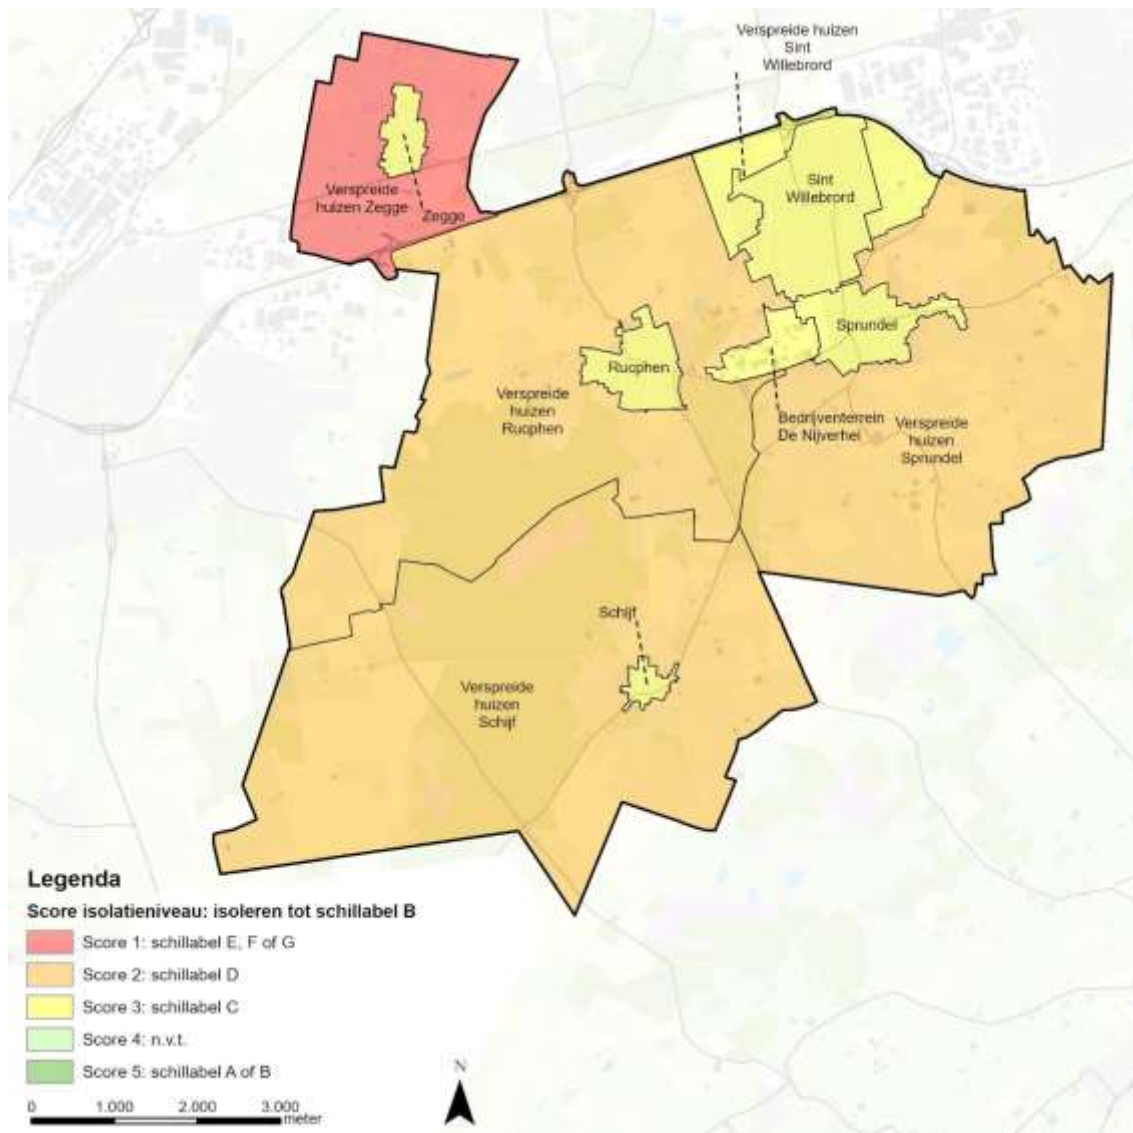 Verspreide huizen
Sint
Willebrord
Verspreide
huizen Zegge
Zegge
Sint
Willebrord
Sprundel
Rucphen
Verspreide
huizen
Rucphen
Bedrijventerrein
De Nijverhei
Verspreide
huizen
Sprundel
Schijf
Verspreide
huizen
Schijf
Legenda
Score isolatieniveau: isoleren tot schillabel B
Score 1: schillabel E, F of G
Score 2: schillabel D
Score 3: schillabel C
Score 4: n.v.t.
Score 5: schillabel A of B
0 1.000 2.000 3.000
meter
N